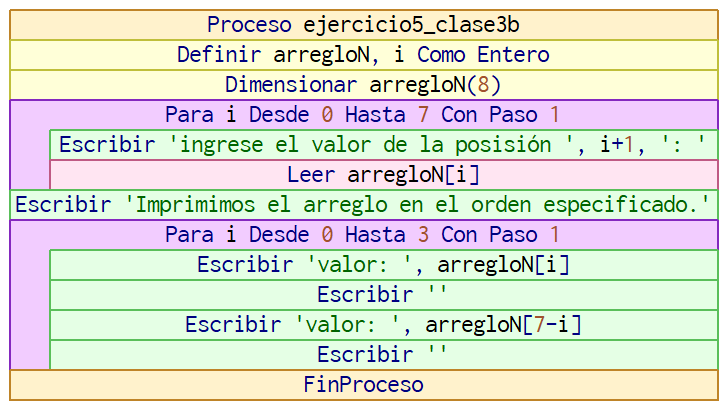 Proceso ejercicio5_clase3b
Definir arregloN, i Como Entero
Dimensionar arregloN(8)
Para i Desde 0 Hasta 7 Con Paso 1
Escribir 'ingrese el valor de la posisión ', i+1, ': '
Leer arregloN[i]
Escribir 'Imprimimos el arreglo en el orden especificado.'
Para i Desde 0 Hasta 3 Con Paso 1
Escribir 'valor: ', arregloN[i]
Escribir ''
Escribir 'valor: ', arregloN[7-i]
Escribir ''
FinProceso